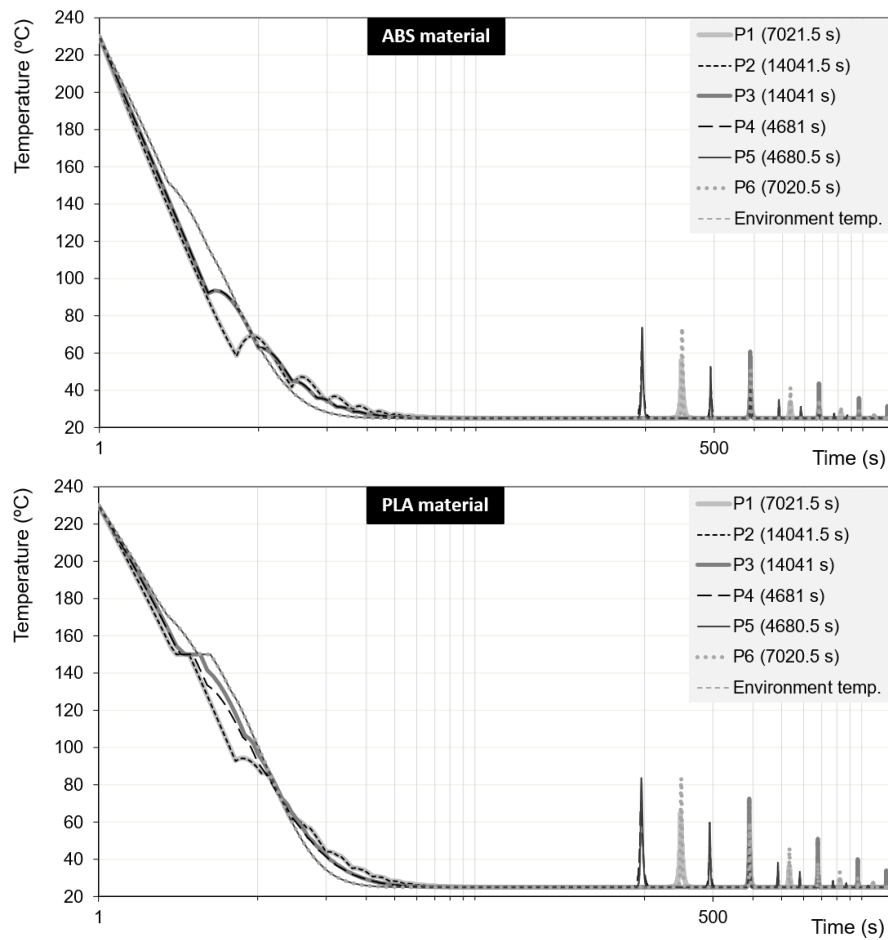 240
220
200
180
160
140
120
100
80
60
40
20
Temperature (ºC)
ABS material
P1 (7021.5 s)
P2 (14041.5 s)
P3 (14041 s)
P4 (4681 s)
P5 (4680.5 s)
P6 (7020.5 s)
Environment temp.
1
500
Time (s)
240
220
200
180
160
140
120
100
80
60
40
20
Temperature (ºC)
PLA material
P1 (7021.5 s)
P2 (14041.5 s)
P3 (14041 s)
P4 (4681 s)
P5 (4680.5 s)
P6 (7020.5 s)
Environment temp.
1
500
Time (s)